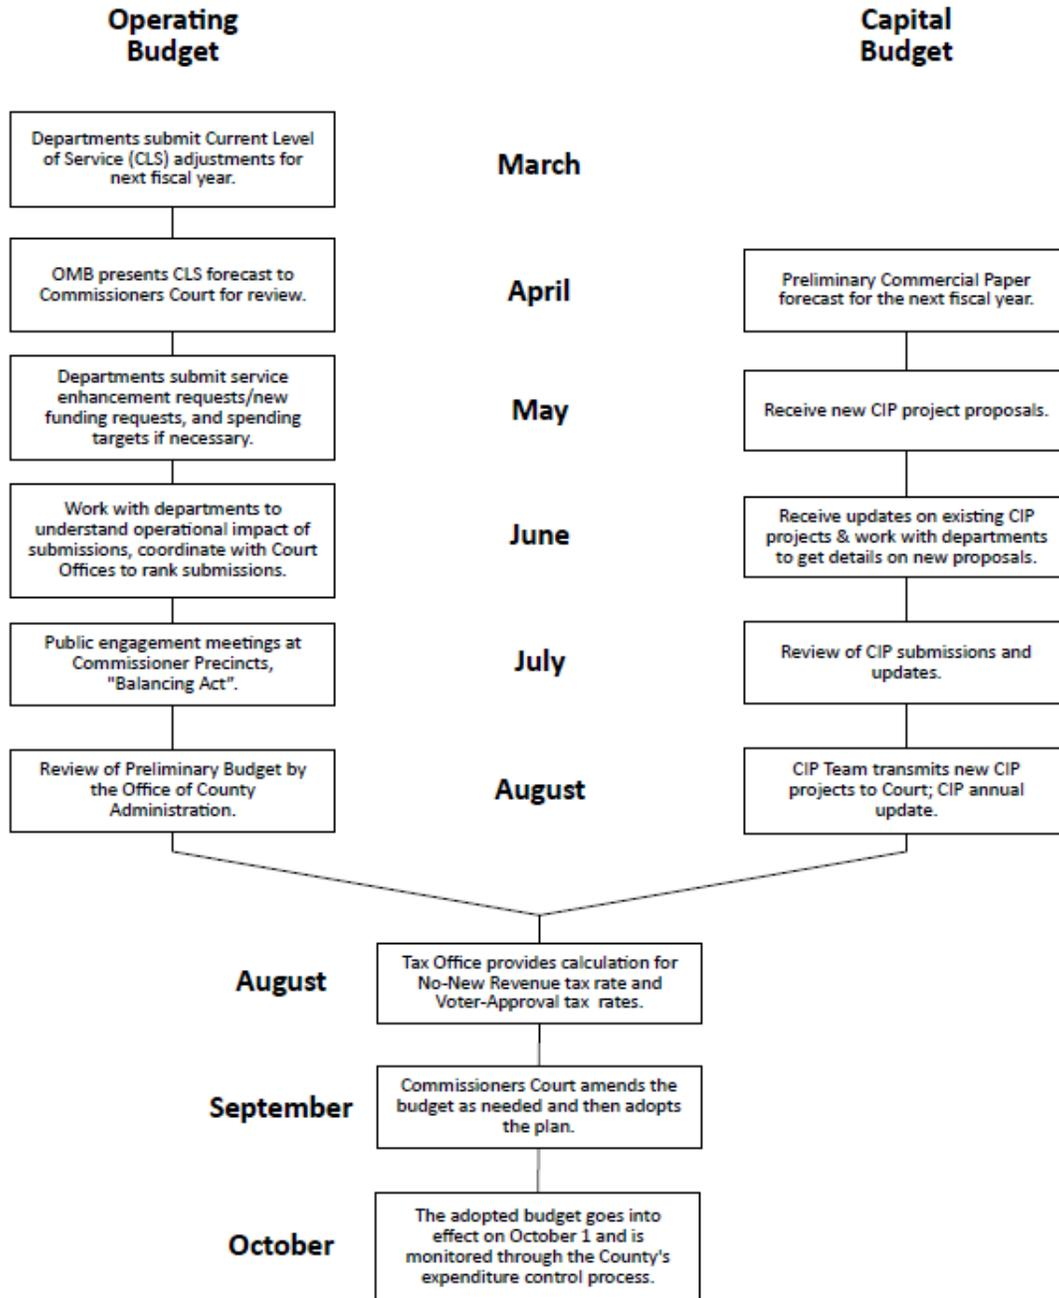 Operating
Budget
Capital
Budget
Departments submit Current Level
of Service (CLS) adjustments for
next fiscal year.
March
OMB presents CLS forecast to
Commissioners Court for review.
April
Preliminary Commercial Paper
forecast for the next fiscal year.
Departments submit service
enhancement requests/new
funding requests, and spending
targets if necessary.
May
Receive new CIP project proposals.
Work with departments to
understand operational impact of
submissions, coordinate with Court
Offices to rank submissions.
June
Receive updates on existing CIP
projects & work with departments
to get details on new proposals.
Public engagement meetings at
Commissioner Precincts,
"Balancing Act”.
July
Review of CIP submissions and
updates.
Review of Preliminary Budget by
the Office of County
Administration.
August
CIP Team transmits new CIP
projects to Court; CIP annual
update.
August
Tax Office provides calculation for
No-New Revenue tax rate and
Voter-Approval tax rates.
September
Commissioners Court amends the
budget as needed and then adopts
the plan.
October
The adopted budget goes into
effect on October 1 and is
monitored through the County's
expenditure control process.